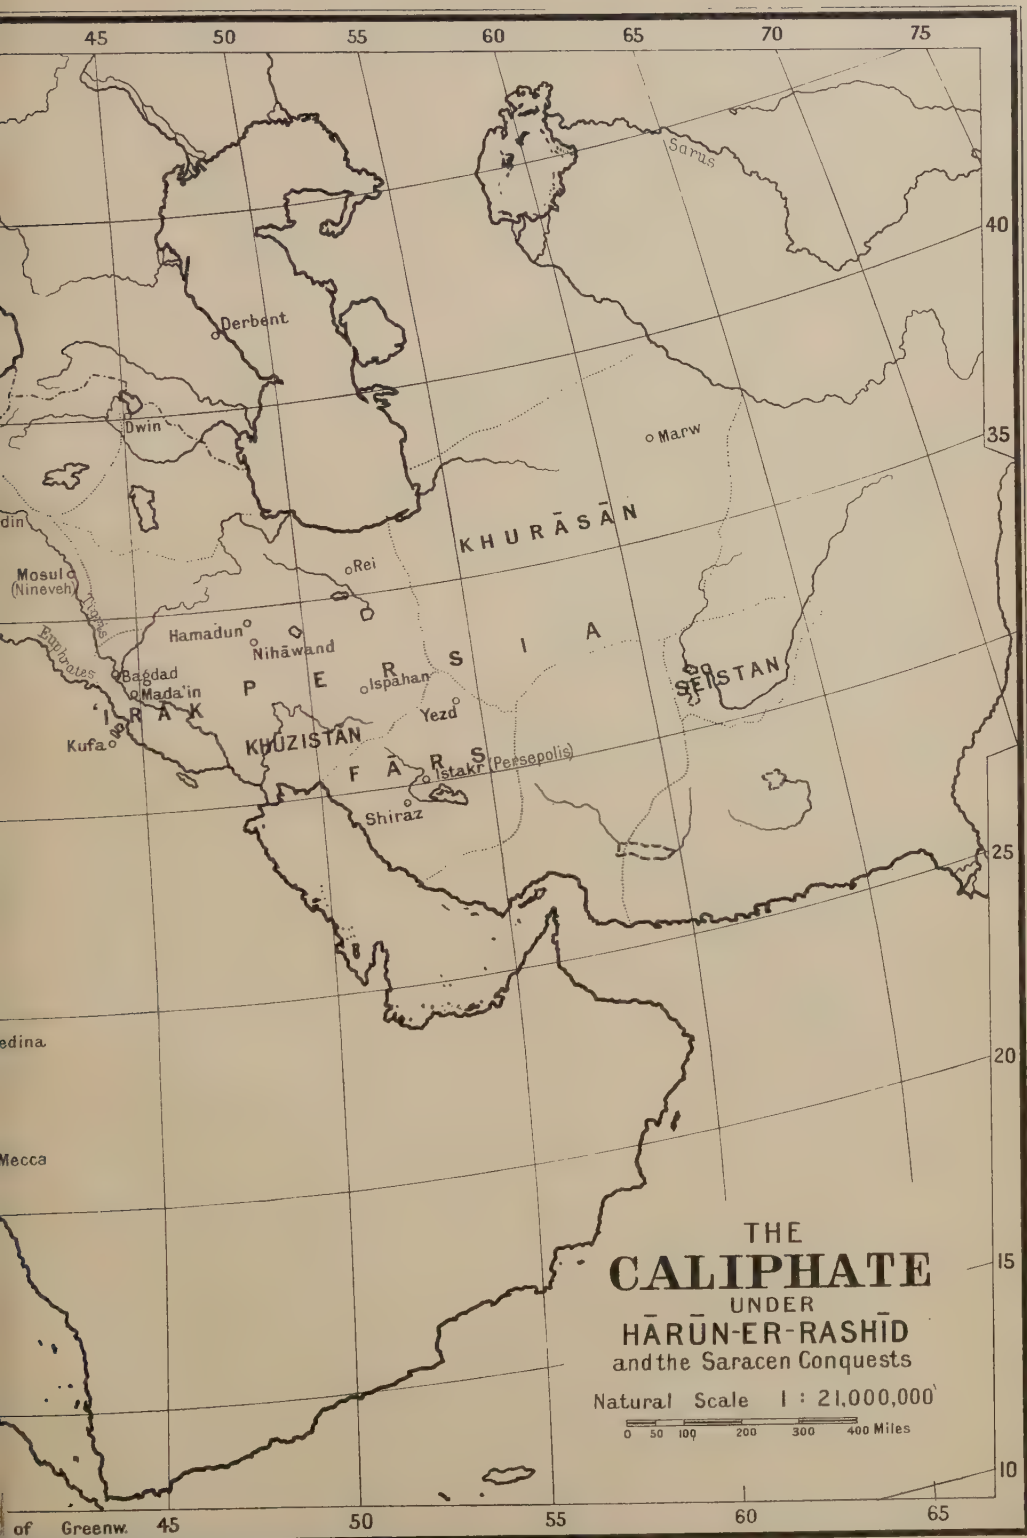 45 50 55 60 65 70 75
Sarus
40
Derbent
Dwin
Marw
35
KHURĀSĀN
din
Rei
Mosul
(Nineveh)
Tigris
Hamadun
Nihāwand
Euphrates
PERSIA
Bagdad
Ispahan
SEISTAN
Mada'in
'IRĀK
Yezd
Kufa
KHUZISTĀN
FĀRS
Istakr (Persepolis)
Shiraz
25
edina
20
Mecca
THE
CALIPHATE
UNDER
HĀRŪN-ER-RASHĪD
and the Saracen Conquests
15
Natural Scale 1 : 21,000,000
0 50 100 200 300 400 Miles
10
of Greenw. 45 50 55 60 65